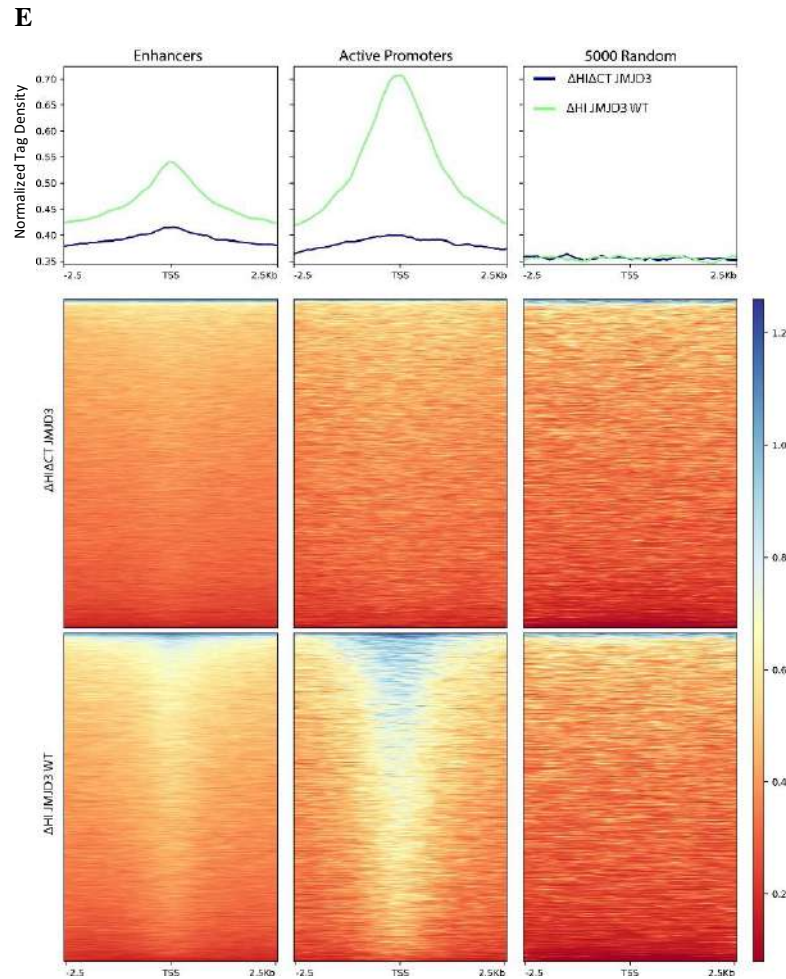 E
Enhancers
Active Promoters
5000 Random
Normalized Tag Density
0.70
0.65
0.60
0.55
0.50
0.45
0.40
0.35
ΔHIΔCT JMJD3
ΔHI JMJD3 WT
-2.5 TSS 2.5Kb
-2.5 TSS 2.5Kb
-2.5 TSS 2.5Kb
ΔHIΔCT JMJD3
ΔHI JMJD3 WT
1.2
1.0
0.8
0.6
0.4
0.2
-2.5 TSS 2.5Kb
-2.5 TSS 2.5Kb
-2.5 TSS 2.5Kb